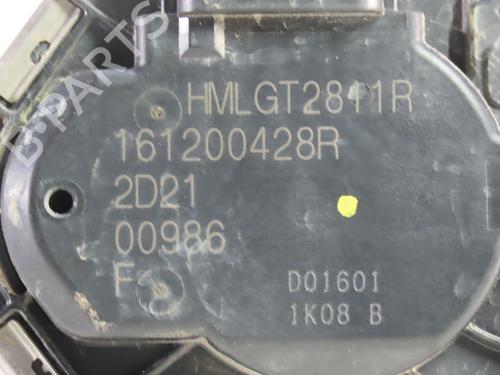 B-PARTS
HMLGT2811R
161200428R
2D21
00986
F
D01601
1K08 B